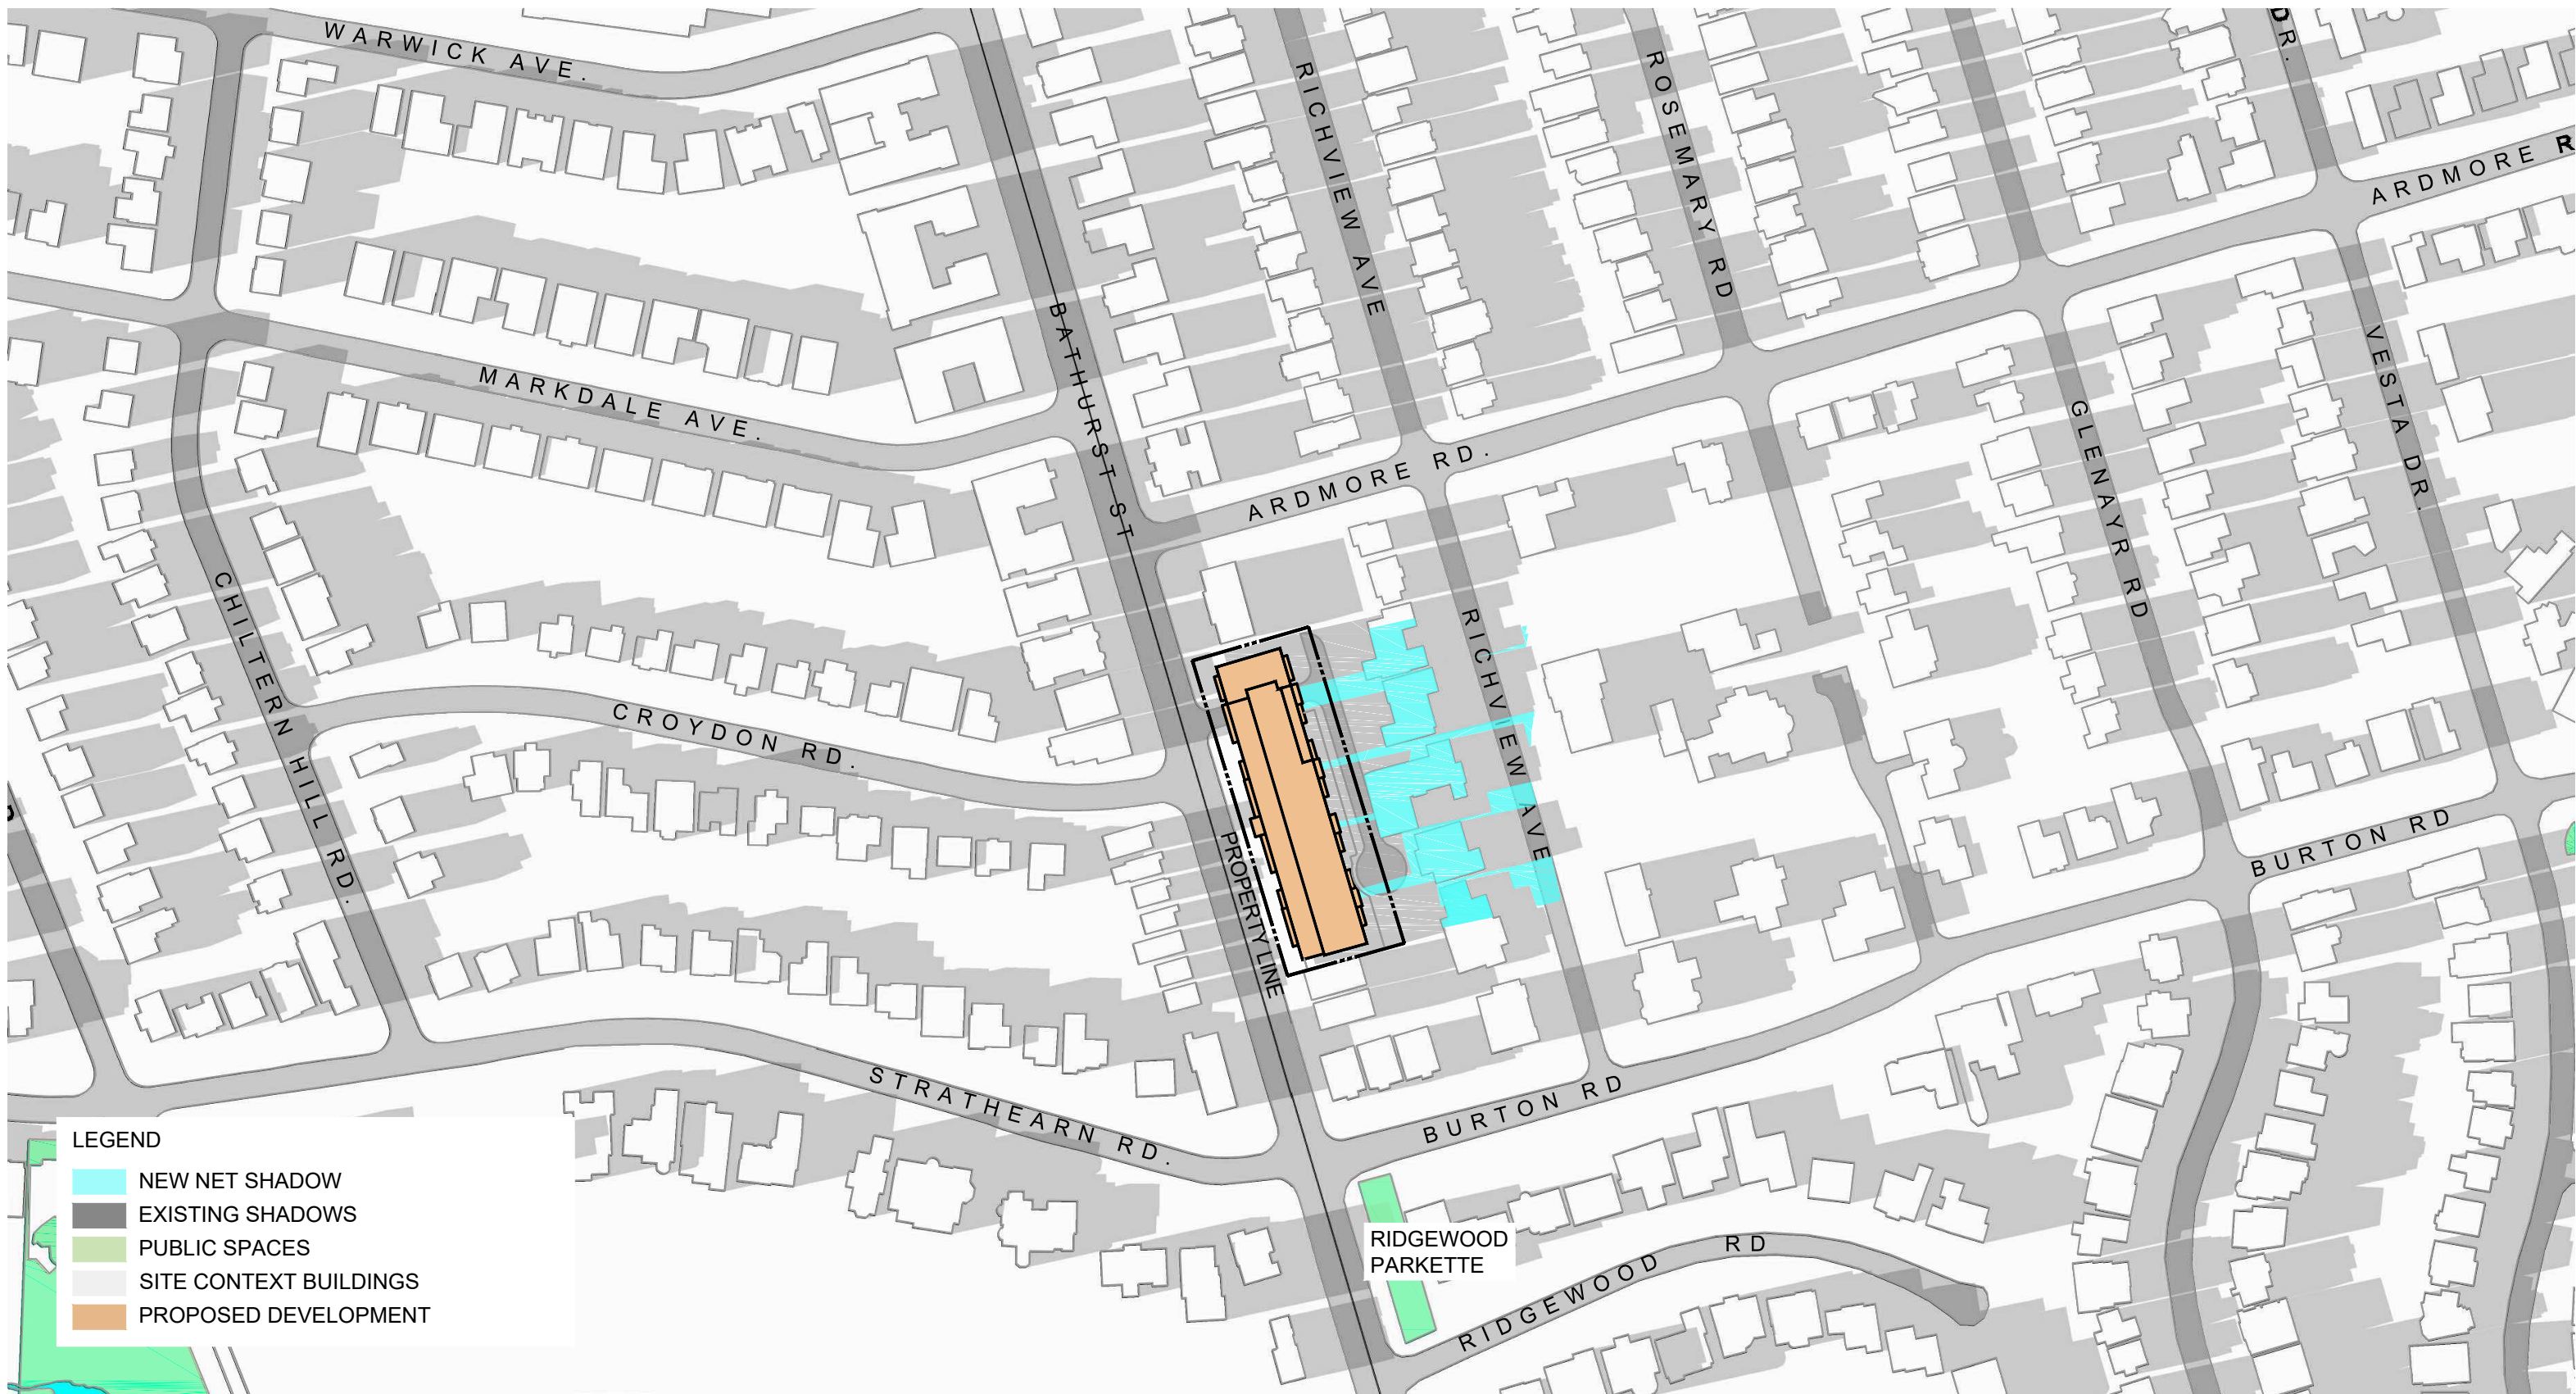 WARWICK AVE.
RICHVIEW AVE
ROSEMARY RD
DR.
ARDMORE R
MARKDALE AVE.
BATHURST ST
ARDMORE RD.
GLENAYR RD
VESTA DR.
CHILTERN HILL RD.
CROYDON RD.
RICHVIEW AVE
PROPERTY LINE
BURTON RD
STRATHEARN RD.
BURTON RD
RIDGEWOOD
PARKETTE
RIDGEWOOD RD
LEGEND
NEW NET SHADOW
EXISTING SHADOWS
PUBLIC SPACES
SITE CONTEXT BUILDINGS
PROPOSED DEVELOPMENT